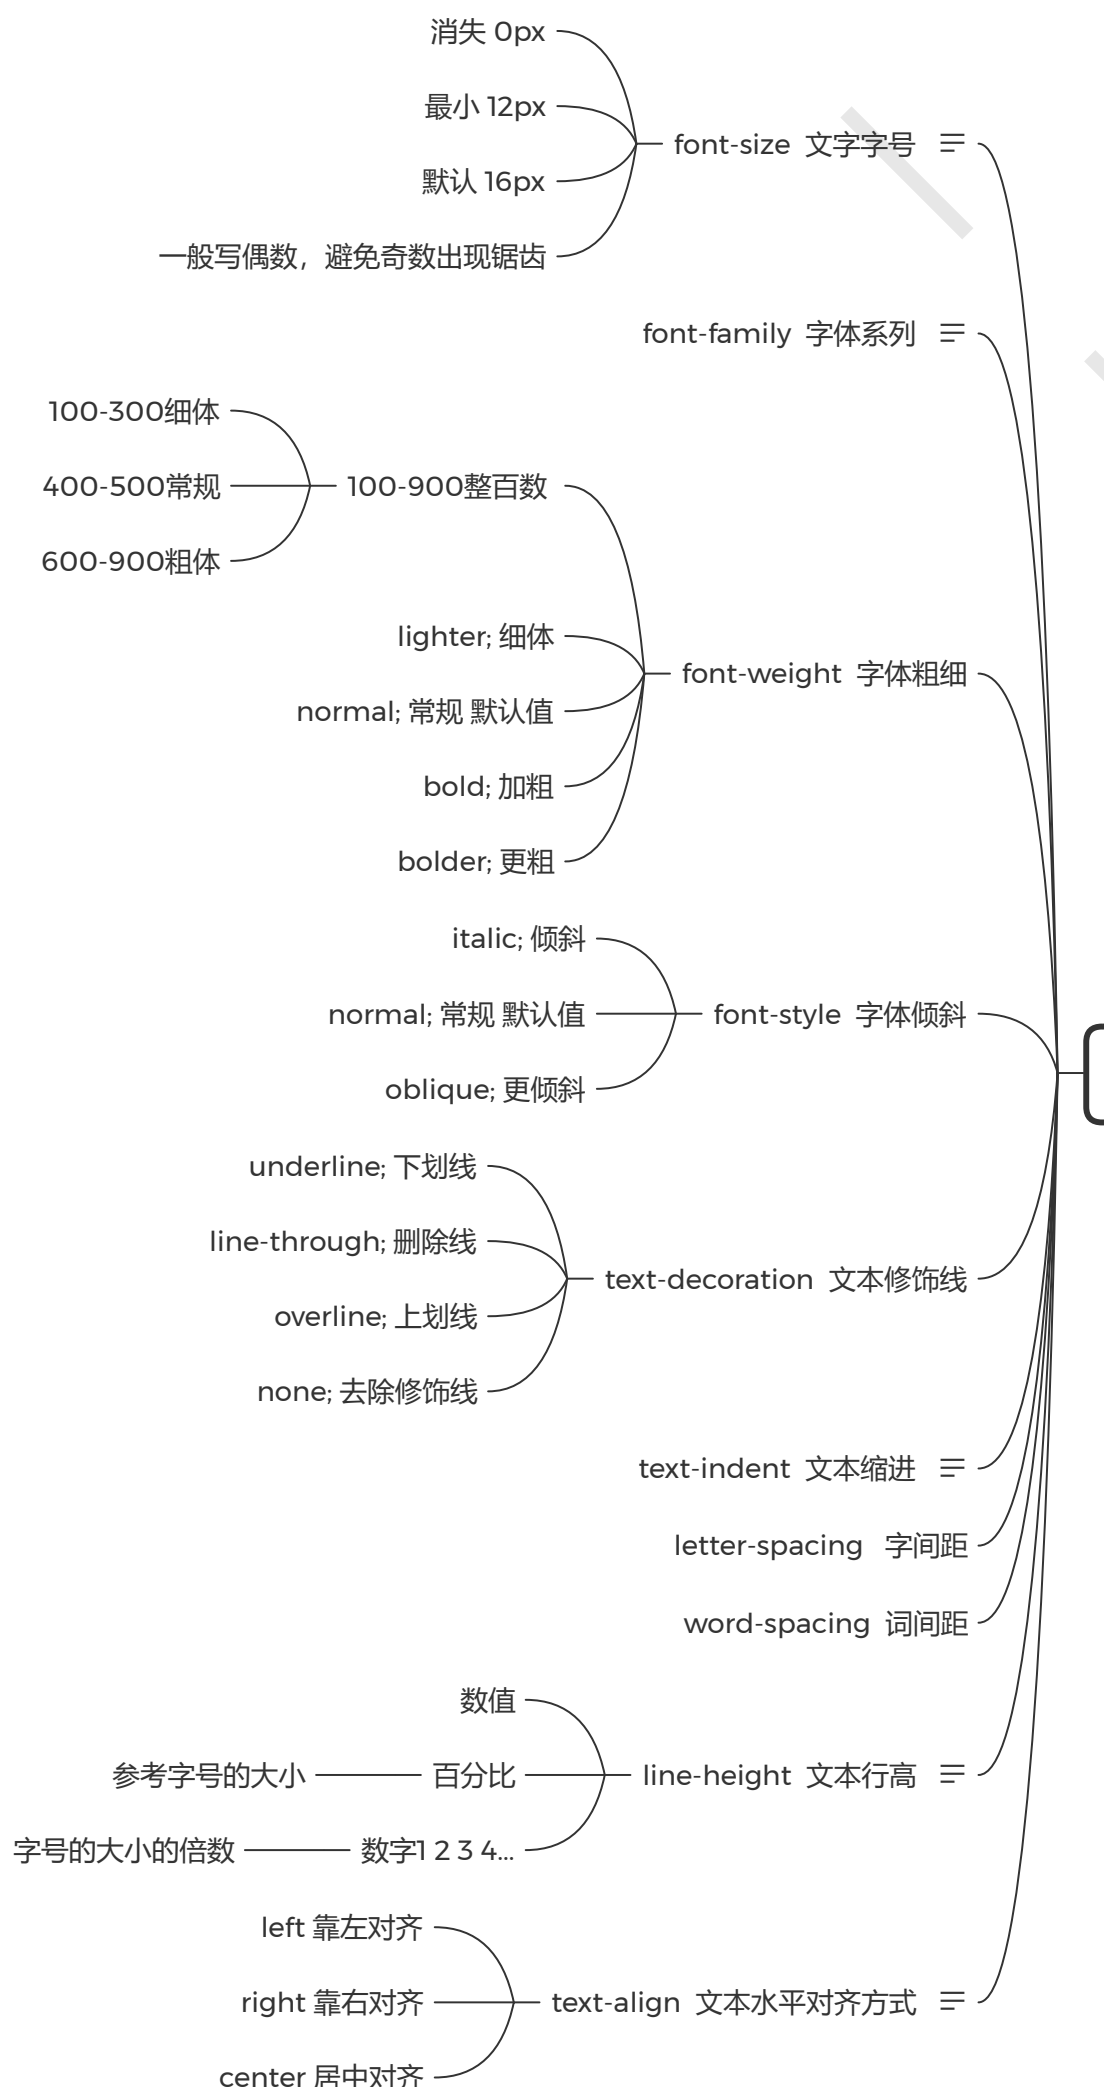 消失 0px
最小 12px
font-size 文字字号
默认 16px
一般写偶数，避免奇数出现锯齿
font-family 字体系列
100-300细体
400-500常规
100-900整百数
600-900粗体
lighter; 细体
font-weight 字体粗细
normal; 常规 默认值
bold; 加粗
bolder; 更粗
italic; 倾斜
normal; 常规 默认值
font-style 字体倾斜
oblique; 更倾斜
underline; 下划线
line-through; 删除线
text-decoration 文本修饰线
overline; 上划线
none; 去除修饰线
text-indent 文本缩进
letter-spacing 字间距
word-spacing 词间距
数值
参考字号的大小
百分比
line-height 文本行高
字号的大小的倍数
数字1 2 3 4...
left 靠左对齐
right 靠右对齐
text-align 文本水平对齐方式
center 居中对齐